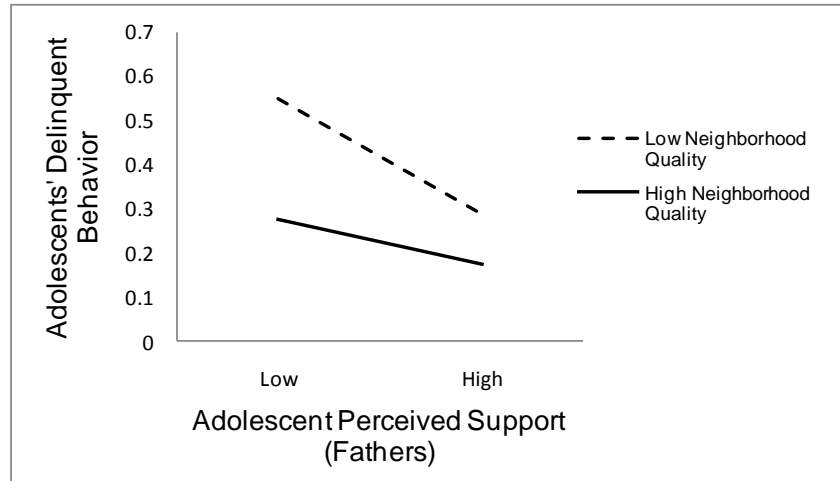 0.7
0.6
0.5
0.4
0.3
0.2
0.1
0
Adolescents' Delinquent
Behavior
Low
High
Adolescent Perceived Support
(Fathers)
Low Neighborhood
Quality
High Neighborhood
Quality